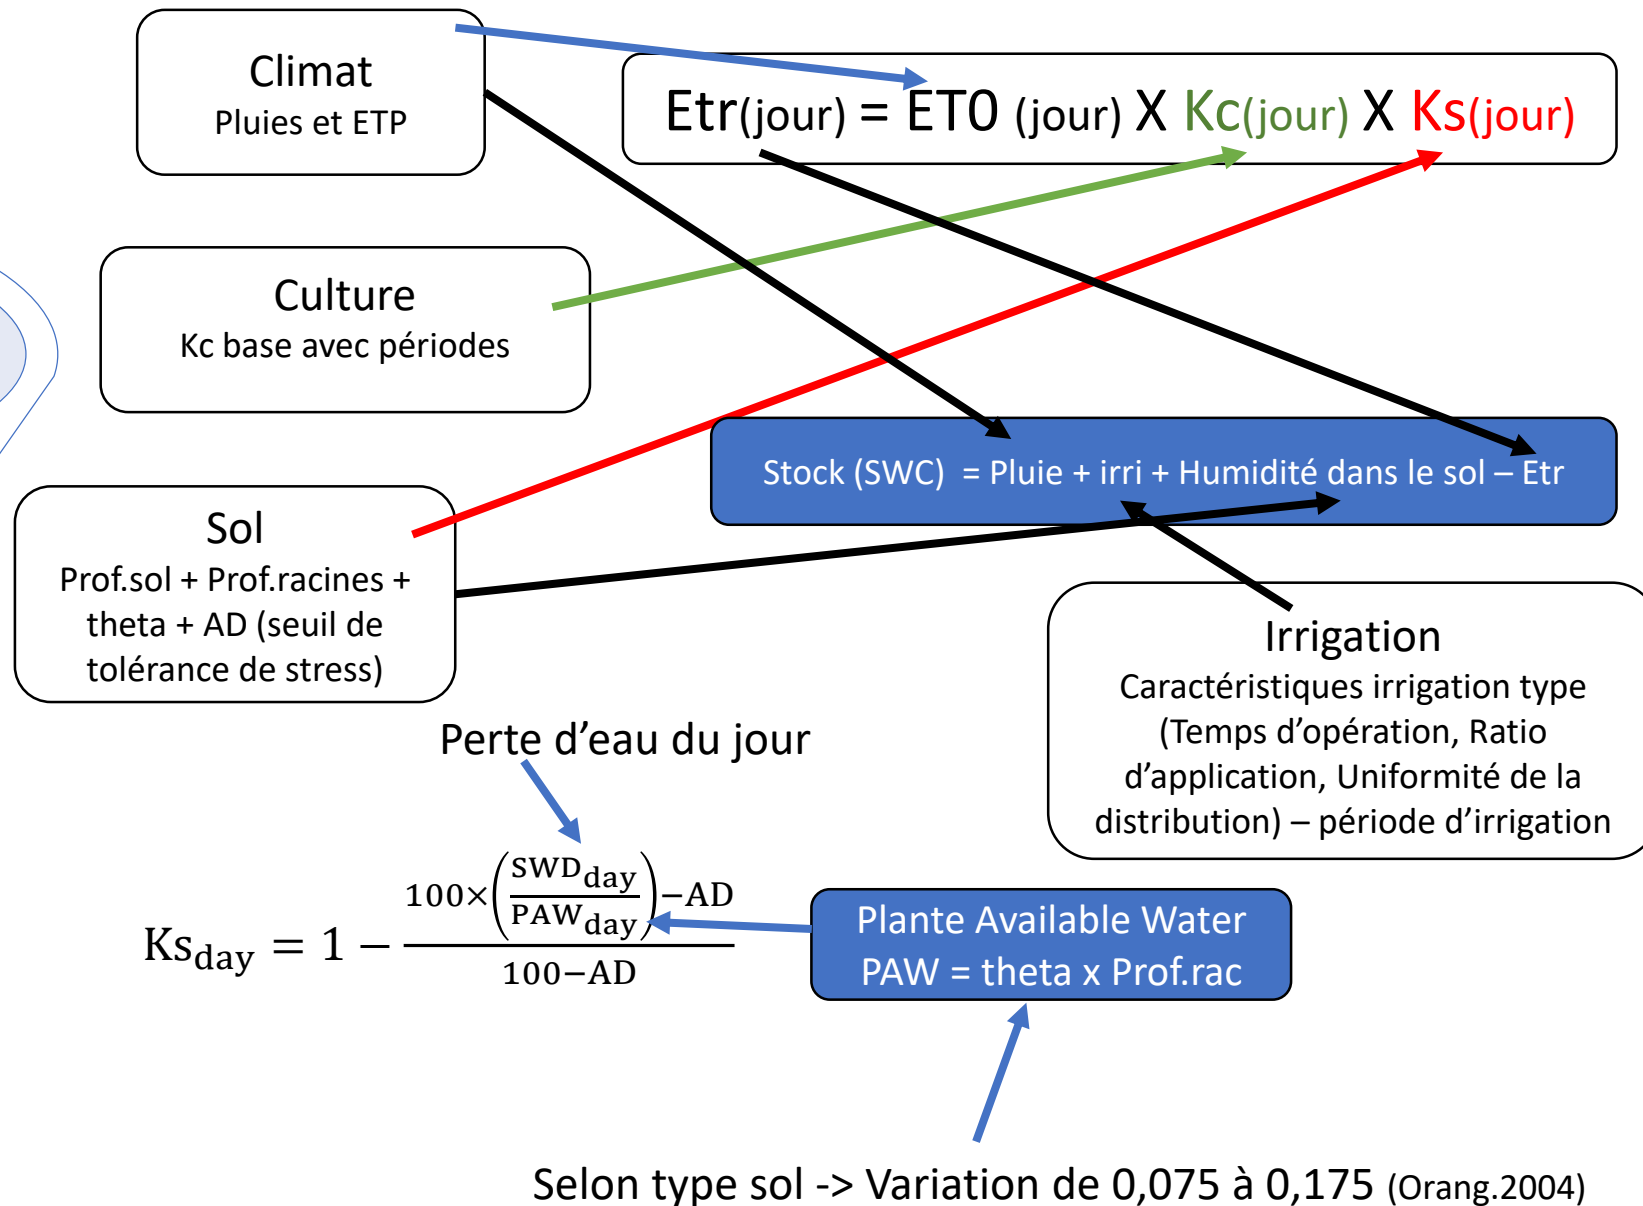 Climat
Pluies et ETP
Etr(jour) = ET0 (jour) X Kc(jour) X Ks(jour)
Culture
Kc base avec périodes
Stock (SWC) = Pluie + irri + Humidité dans le sol – Etr
Sol
Prof.sol + Prof.racines +
theta + AD (seuil de
tolérance de stress)
Irrigation
Caractéristiques irrigation type
(Temps d’opération, Ratio
d’application, Uniformité de la
distribution) – période d’irrigation
Perte d’eau du jour
Ks_day = 1 − (100×(SWD_day/PAW_day)−AD)/(100−AD)
Plante Available Water
PAW = theta x Prof.rac
Selon type sol -> Variation de 0,075 à 0,175 (Orang.2004)